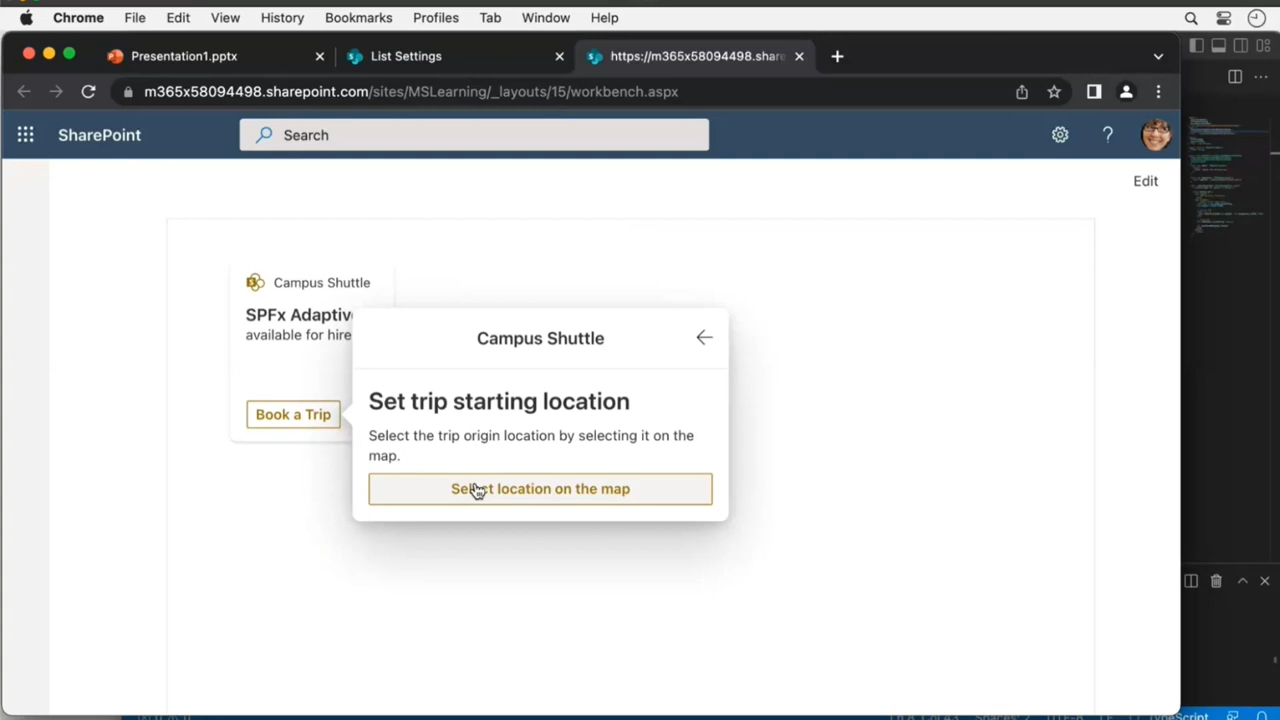 Chrome File Edit View History Bookmarks Profiles Tab Window Help
Presentation1.pptx List Settings https://m365x58094498.share
m365x58094498.sharepoint.com/sites/MSLearning/_layouts/15/workbench.aspx
SharePoint Search ?
Edit
Campus Shuttle
SPFx Adaptiv
available for hire
Book a Trip
Campus Shuttle
Set trip starting location
Select the trip origin location by selecting it on the
map.
Select location on the map
TypeScript